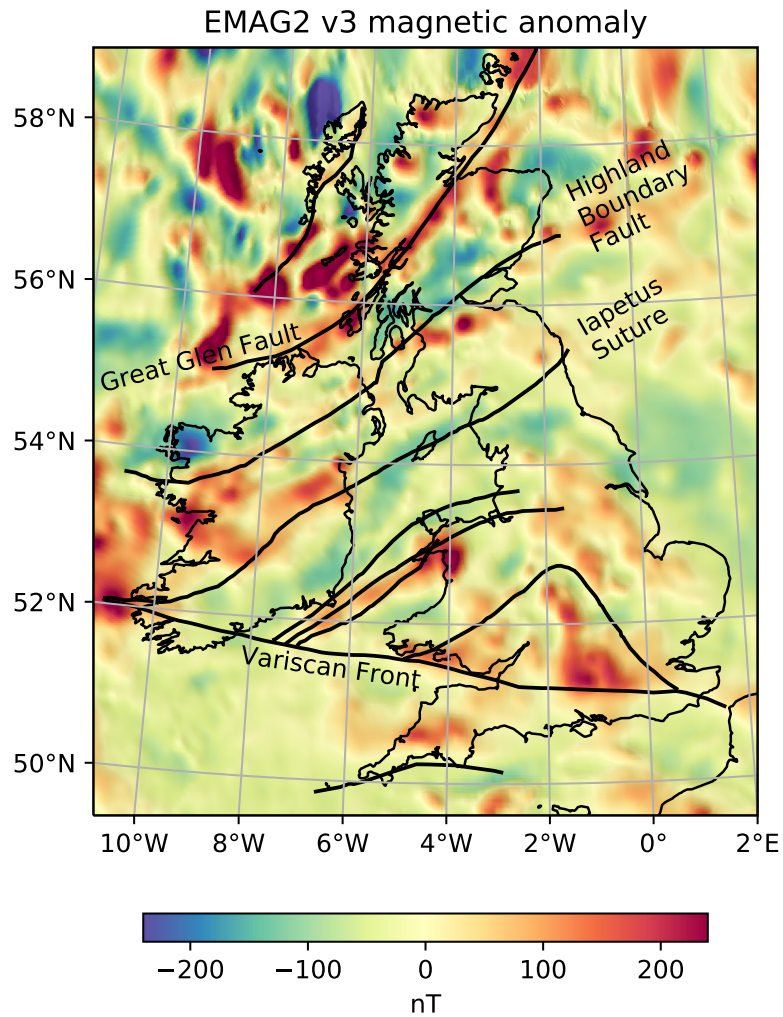 EMAG2 v3 magnetic anomaly
58°N
56°N
54°N
52°N
50°N
Highland
Boundary
Fault
Iapetus
Suture
Great Glen Fault
Variscan Front
10°W
8°W
6°W
4°W
2°W
0°
2°E
−200
−100
0
100
200
nT